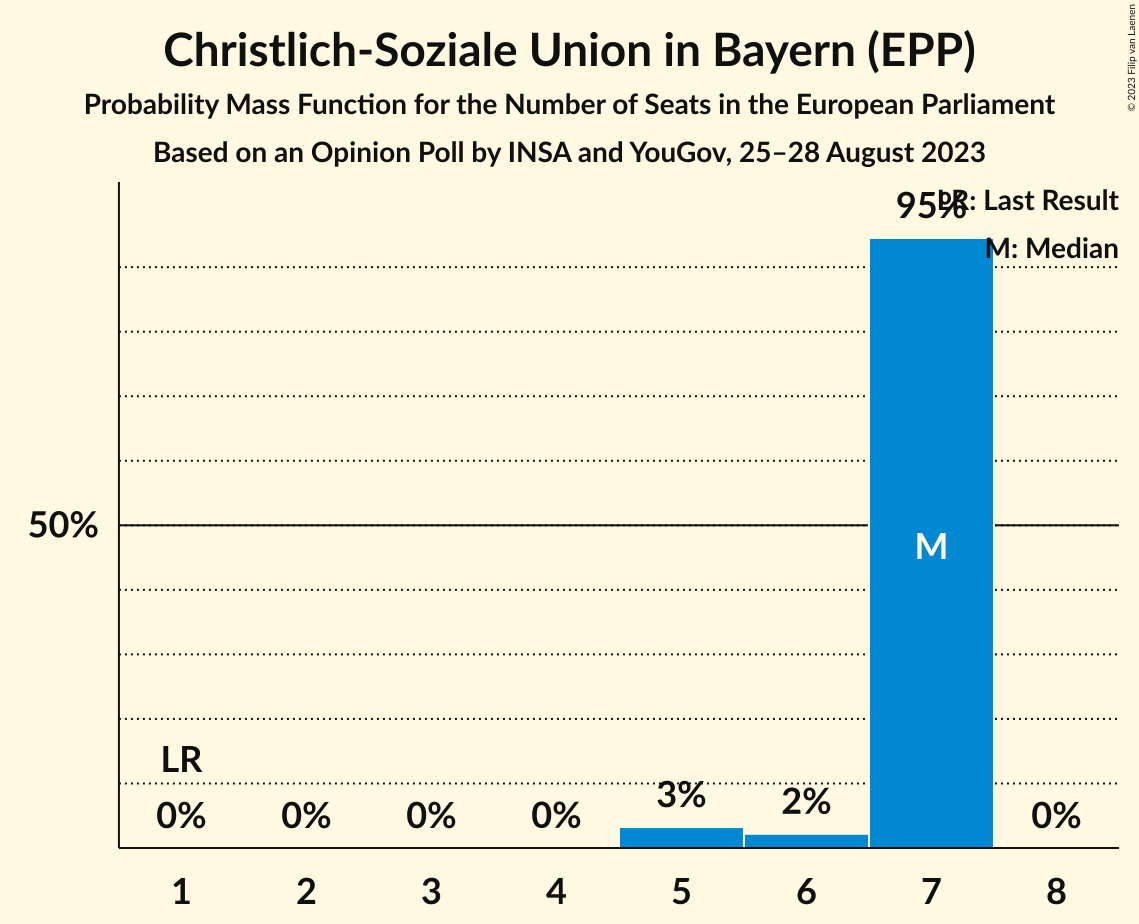 Christlich-Soziale Union in Bayern (EPP)
Probability Mass Function for the Number of Seats in the European Parliament
Based on an Opinion Poll by INSA and YouGov, 25–28 August 2023
© 2023 Filip van Laenen
95%
LR: Last Result
M: Median
50%
M
LR
0%
0%
0%
0%
3%
2%
0%
1
2
3
4
5
6
7
8